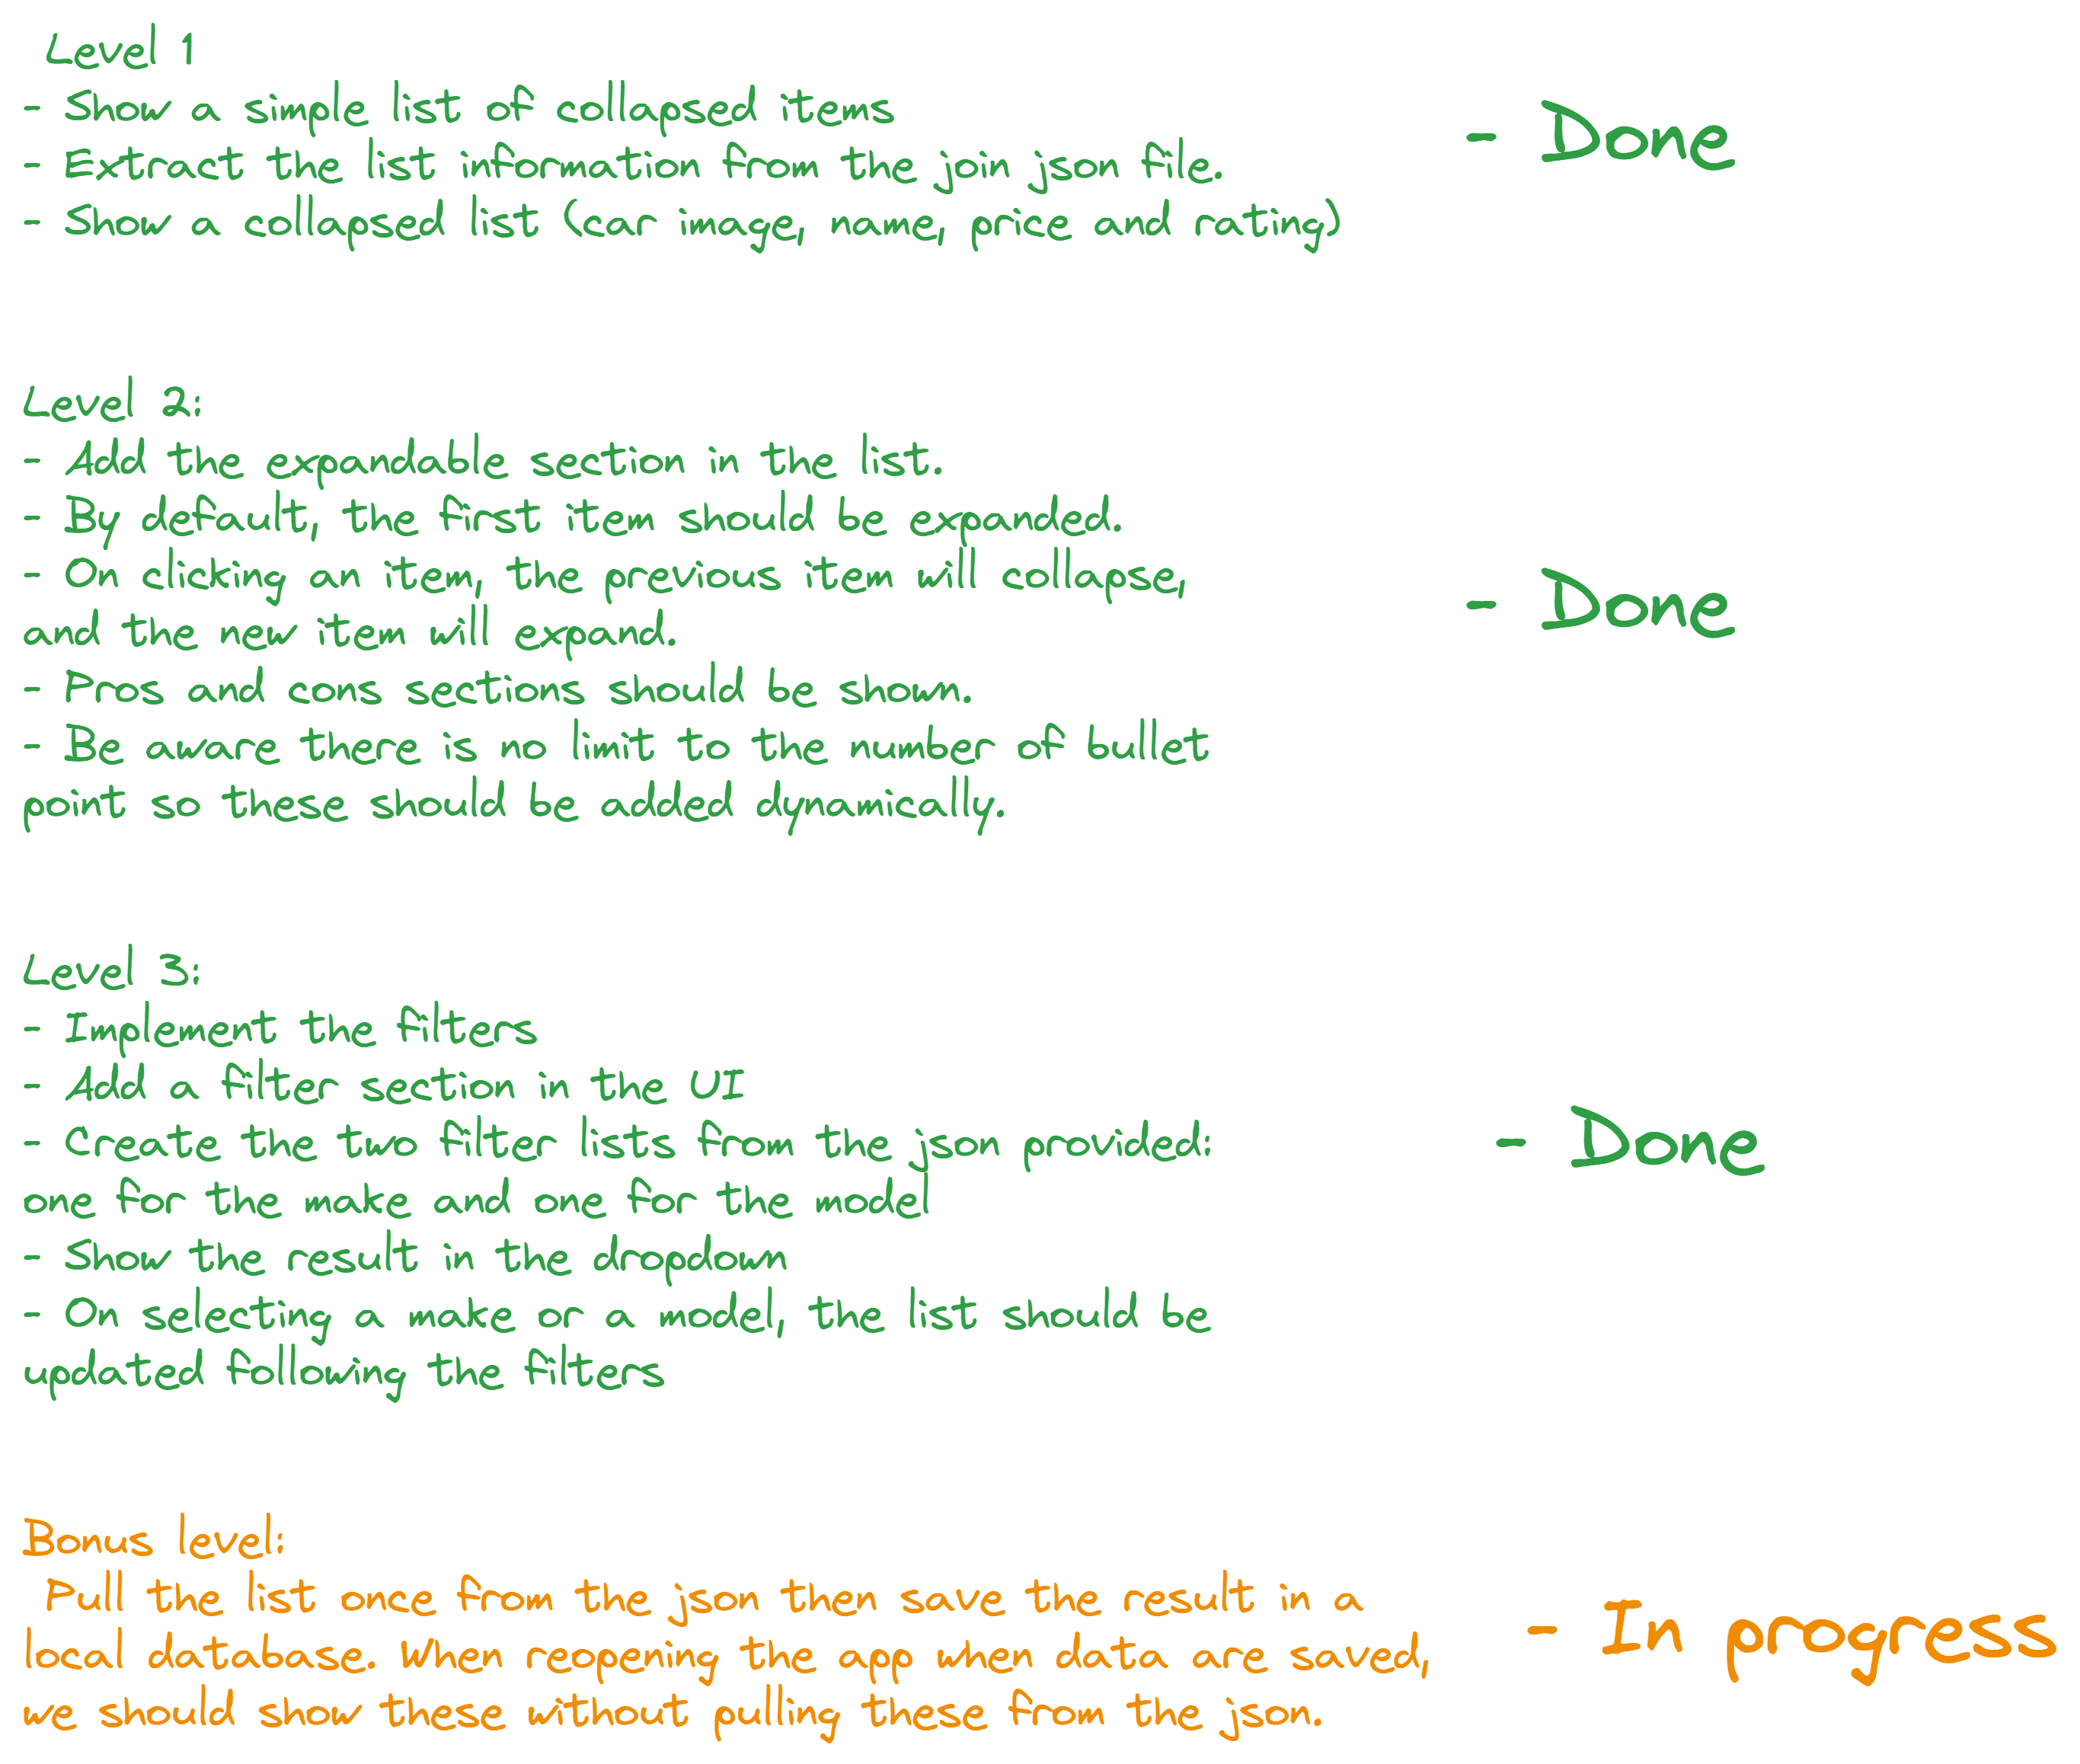 Level 1
- Show a simple list of collapsed items
- Extract the list information from the join json file.
- Done
- Show a collapsed list (car image, name, price and rating)
Level 2:
- Add the expandable section in the list.
- By default, the first item should be expanded.
- On clicking an item, the previous item will collapse,
- Done
and the new item will expand.
- Pros and cons sections should be shown.
- Be aware there is no limit to the number of bullet
point so these should be added dynamically.
Level 3:
- Implement the filters
- Add a filter section in the UI
- Create the two filter lists from the json provided:
- Done
one for the make and one for the model
- Show the result in the dropdown
- On selecting a make or a model, the list should be
updated following the filters
Bonus level:
Pull the list once from the json then save the result in a
- In progress
local database. When reopening the app when data are saved,
we should show these without pulling these from the json.